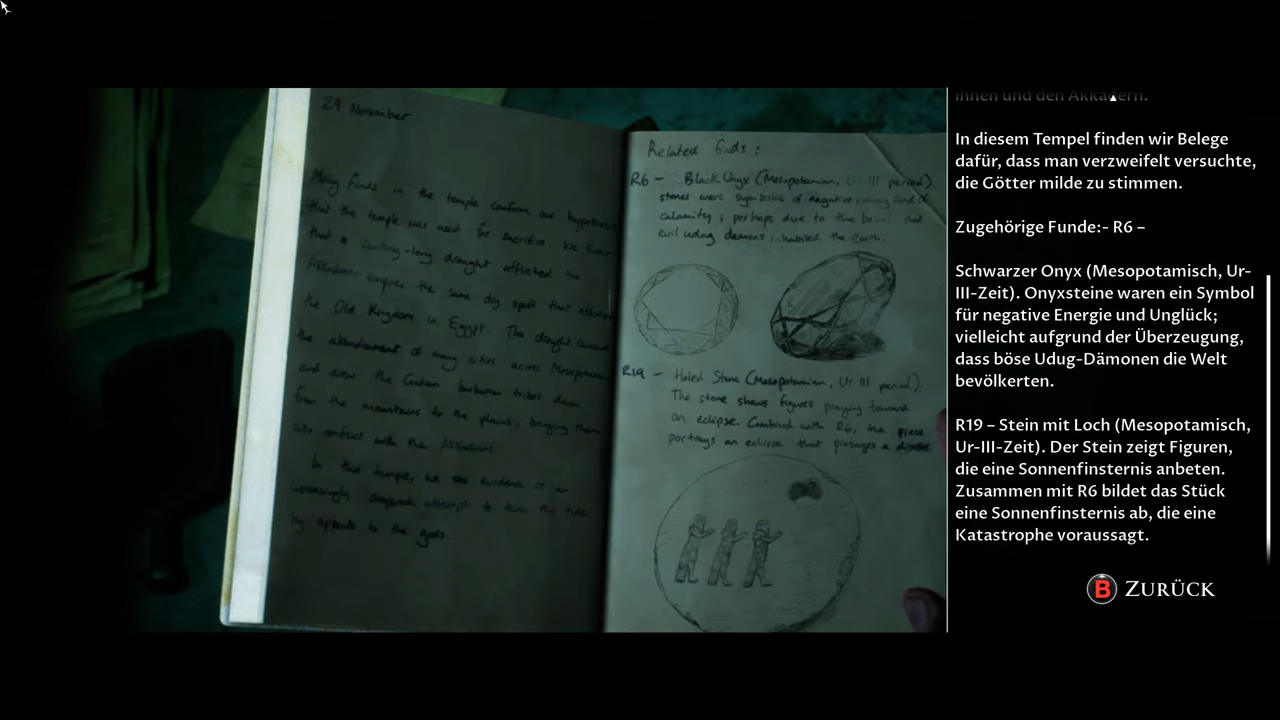 29 November
Many finds in the temple confirm our hypothesis
that the temple was used for sacrifice. We know
that a century-long drought affected the
Akkadian empire, the same dry spell that afflicted
the Old Kingdom in Egypt. The drought caused
the abandonment of many cities across Mesopotamia
and drew the Gutian barbarian tribes down
from the mountains to the plains, bringing them
into conflict with the Akkadians.
In this temple, we see evidence of an
increasingly desperate attempt to turn the tide
by appeals to the gods.
Related finds:
R6 – Black Onyx (Mesopotamian, Ur III period).
stones were symbolic of negative energy and of
calamity; perhaps due to the belief that
evil udug demons inhabited the earth.
R19 – Holed Stone (Mesopotamian, Ur III period).
The stone shows figures praying toward
an eclipse. Combined with R6, the piece
portrays an eclipse that presages a disaster
ihnen und den Akkadern.
In diesem Tempel finden wir Belege
dafür, dass man verzweifelt versuchte,
die Götter milde zu stimmen.
Zugehörige Funde:- R6 –
Schwarzer Onyx (Mesopotamisch, Ur-
III-Zeit). Onyxsteine waren ein Symbol
für negative Energie und Unglück;
vielleicht aufgrund der Überzeugung,
dass böse Udug-Dämonen die Welt
bevölkerten.
R19 – Stein mit Loch (Mesopotamisch,
Ur-III-Zeit). Der Stein zeigt Figuren,
die eine Sonnenfinsternis anbeten.
Zusammen mit R6 bildet das Stück
eine Sonnenfinsternis ab, die eine
Katastrophe voraussagt.
B ZURÜCK